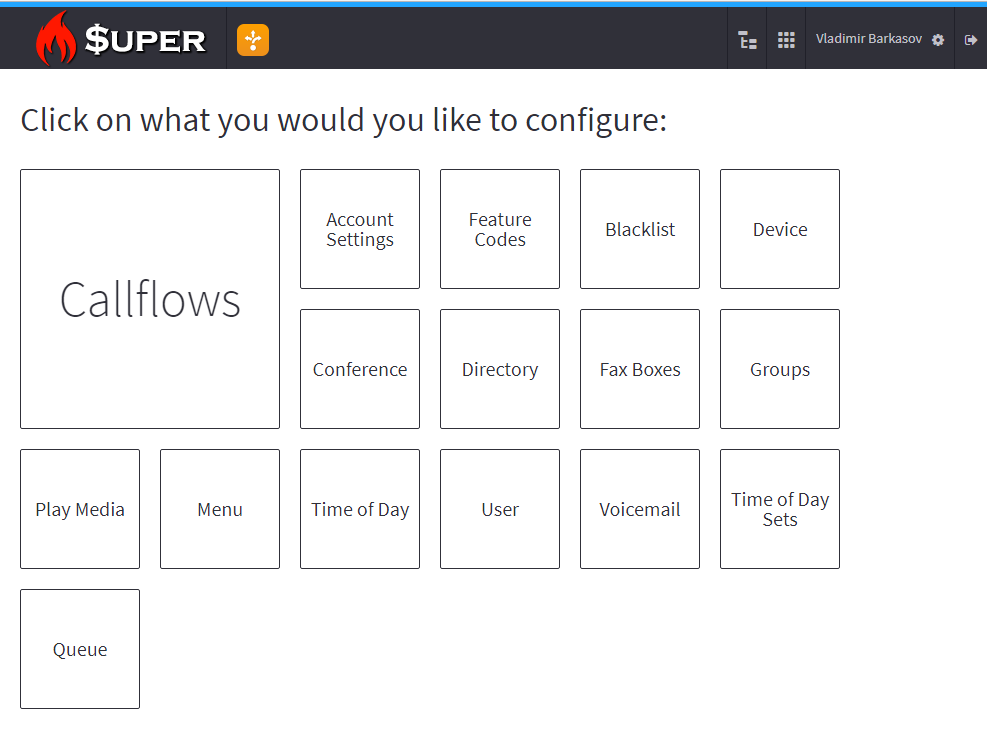 $UPER
Vladimir Barkasov
Click on what you would you like to configure:
Callflows
Account
Settings
Feature
Codes
Blacklist
Device
Conference
Directory
Fax Boxes
Groups
Play Media
Menu
Time of Day
User
Voicemail
Time of Day
Sets
Queue